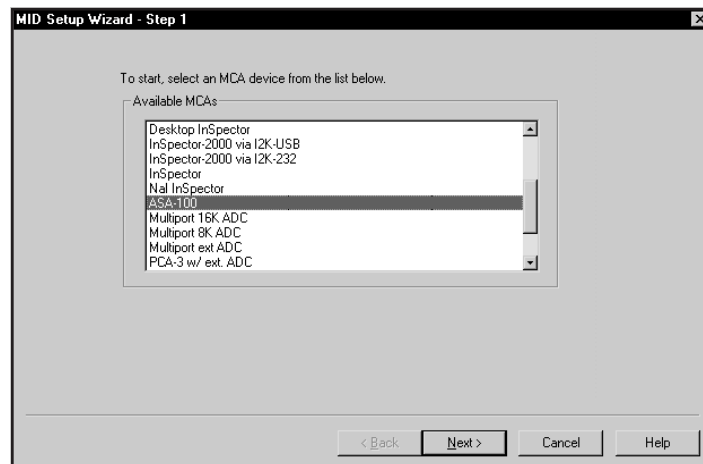 MID Setup Wizard - Step 1
To start, select an MCA device from the list below.
Available MCAs
Desktop InSpector
InSpector-2000 via I2K-USB
InSpector-2000 via I2K-232
InSpector
NaI InSpector
ASA-100
Multiport 16K ADC
Multiport 8K ADC
Multiport ext ADC
PCA-3 w/ ext. ADC
< Back
Next >
Cancel
Help